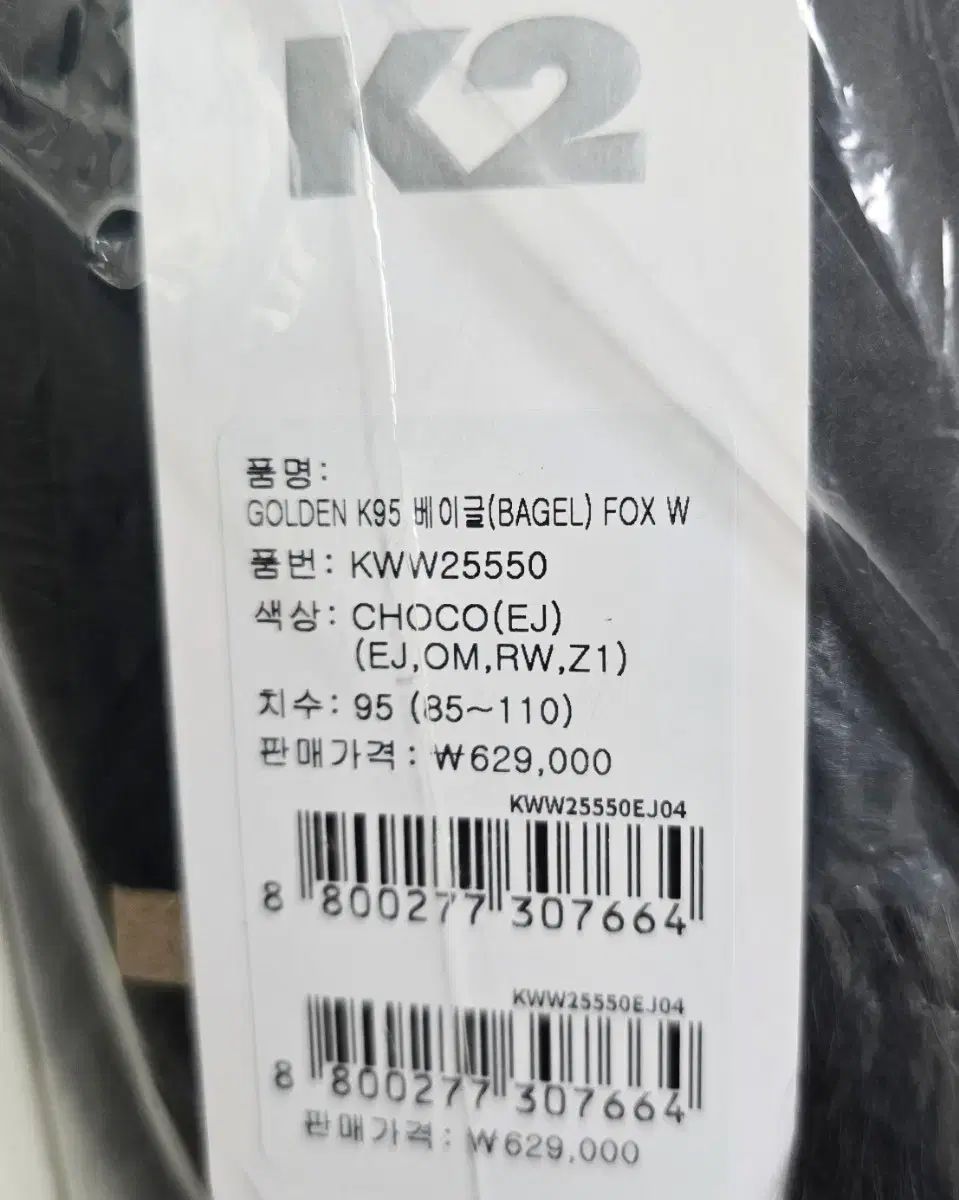 K2
품명:
GOLDEN K95 베이글(BAGEL) FOX W
품번: KWW25550
색상: CHOCO(EJ)
(EJ,OM,RW,Z1)
치수: 95 (85~110)
판매가격: ₩629,000
KWW25550EJ04
8 800277 307664
KWW25550EJ04
8 800277 307664
판매가격: ₩629,000